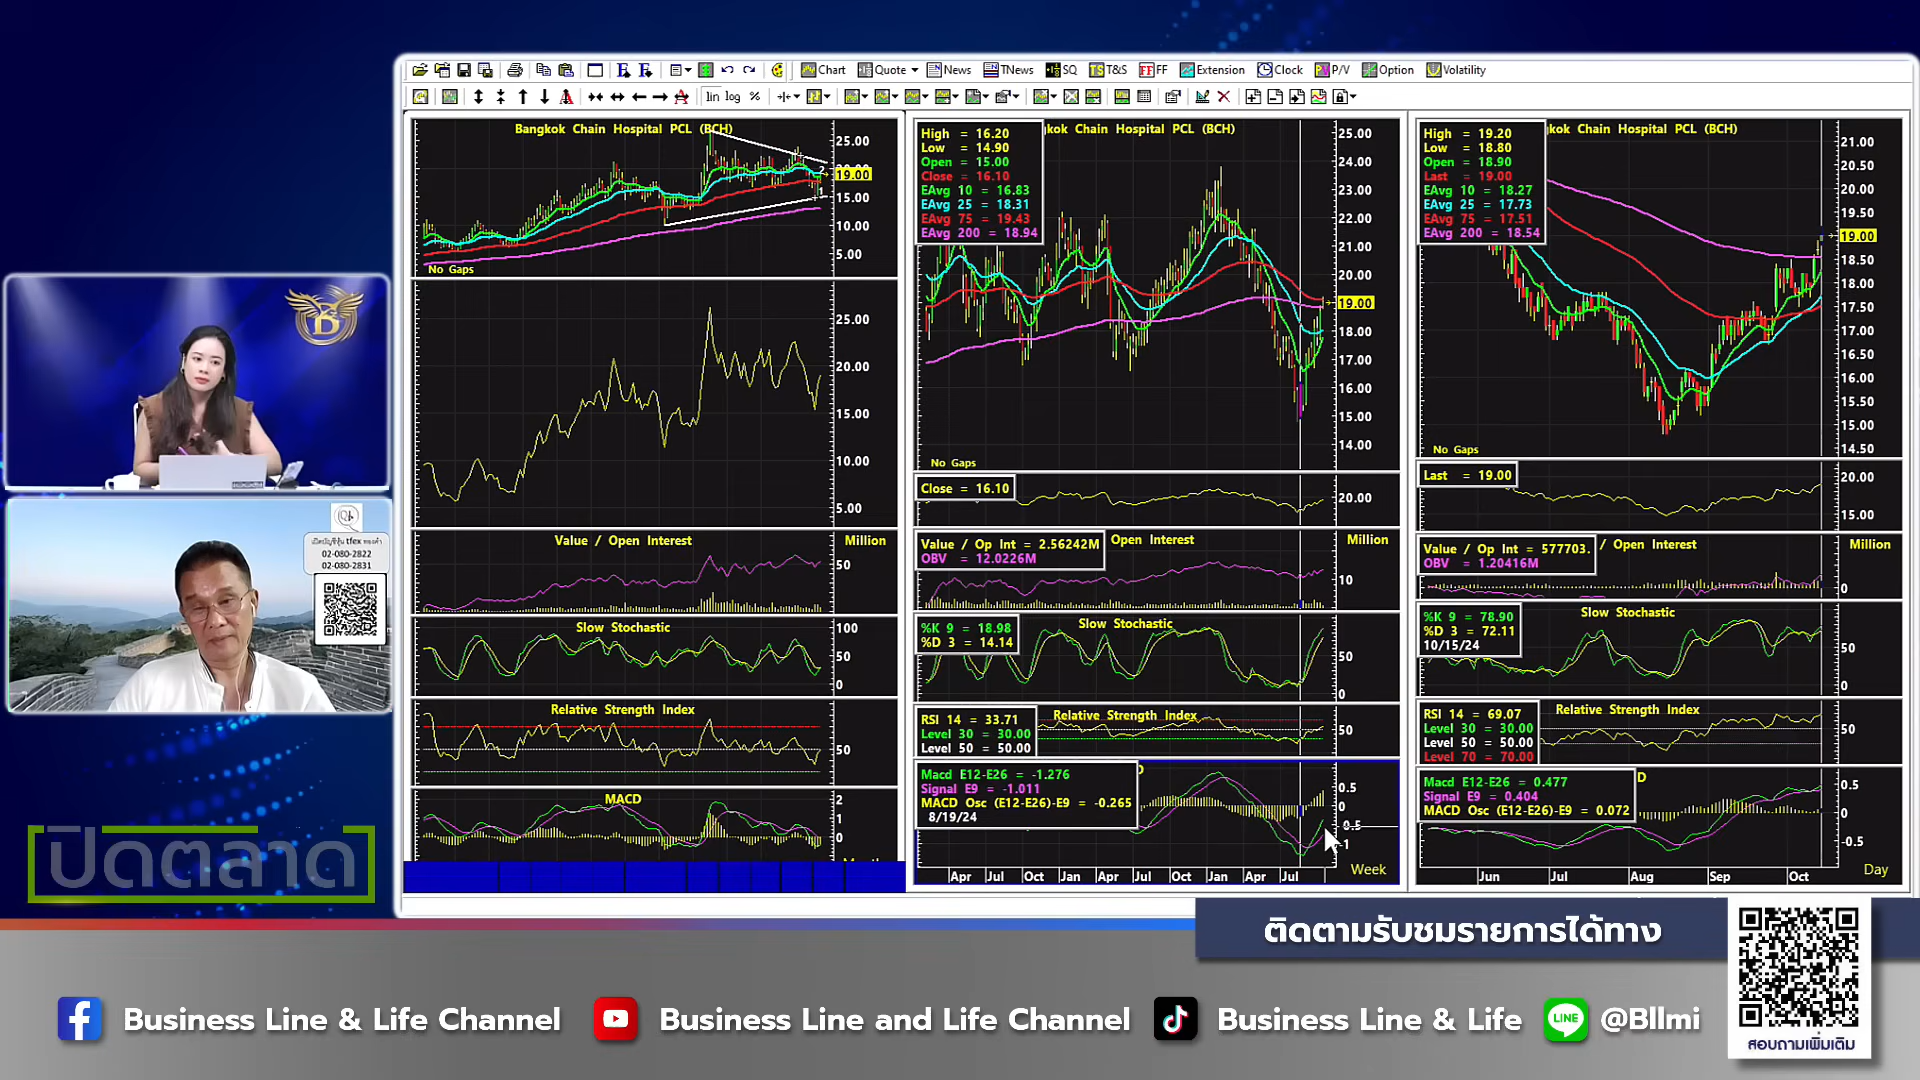 Chart Quote News TNews SQ T&S FF Extension Clock P/V Option Volatility
lin log %
Bangkok Chain Hospital PCL (BCH)
25.00
19.00
15.00
10.00
5.00
2
1
No Gaps
25.00
20.00
15.00
10.00
5.00
Value / Open Interest Million
50
Slow Stochastic
100
50
0
Relative Strength Index
50
MACD
2
1
0
High = 16.20
Low = 14.90
Open = 15.00
Close = 16.10
EAvg 10 = 16.83
EAvg 25 = 18.31
EAvg 75 = 19.43
EAvg 200 = 18.94
kok Chain Hospital PCL (BCH)
25.00
24.00
23.00
22.00
21.00
20.00
19.00
18.00
17.00
16.00
15.00
14.00
No Gaps
Close = 16.10
20.00
Value / Op Int = 2.56242M
OBV = 12.0226M
Open Interest
Million
10
%K 9 = 18.98
%D 3 = 14.14
Slow Stochastic
50
0
RSI 14 = 33.71
Level 30 = 30.00
Level 50 = 50.00
Relative Strength Index
50
Macd E12-E26 = -1.276
Signal E9 = -1.011
MACD Osc (E12-E26)-E9 = -0.265
8/19/24
0.5
0
-0.5
-1
Apr Jul Oct Jan Apr Jul Oct Jan Apr Jul
Week
High = 19.20
Low = 18.80
Open = 18.90
Last = 19.00
EAvg 10 = 18.27
EAvg 25 = 17.73
EAvg 75 = 17.51
EAvg 200 = 18.54
kok Chain Hospital PCL (BCH)
21.00
20.50
20.00
19.50
19.00
18.50
18.00
17.50
17.00
16.50
16.00
15.50
15.00
14.50
No Gaps
Last = 19.00
20.00
15.00
Value / Op Int = 577703.
OBV = 1.20416M
/ Open Interest
Million
0
%K 9 = 78.90
%D 3 = 72.11
10/15/24
Slow Stochastic
50
0
RSI 14 = 69.07
Level 30 = 30.00
Level 50 = 50.00
Level 70 = 70.00
Relative Strength Index
50
Macd E12-E26 = 0.477
Signal E9 = 0.404
MACD Osc (E12-E26)-E9 = 0.072
D
0.5
0
-0.5
Jun Jul Aug Sep Oct
Day
เปิดบัญชีหุ้น tfex ทองคำ
02-080-2822
02-080-2831
ปิดตลาด
ติดตามรับชมรายการได้ทาง
Business Line & Life Channel
Business Line and Life Channel
Business Line & Life
LINE
@Bllmi
สอบถามเพิ่มเติม